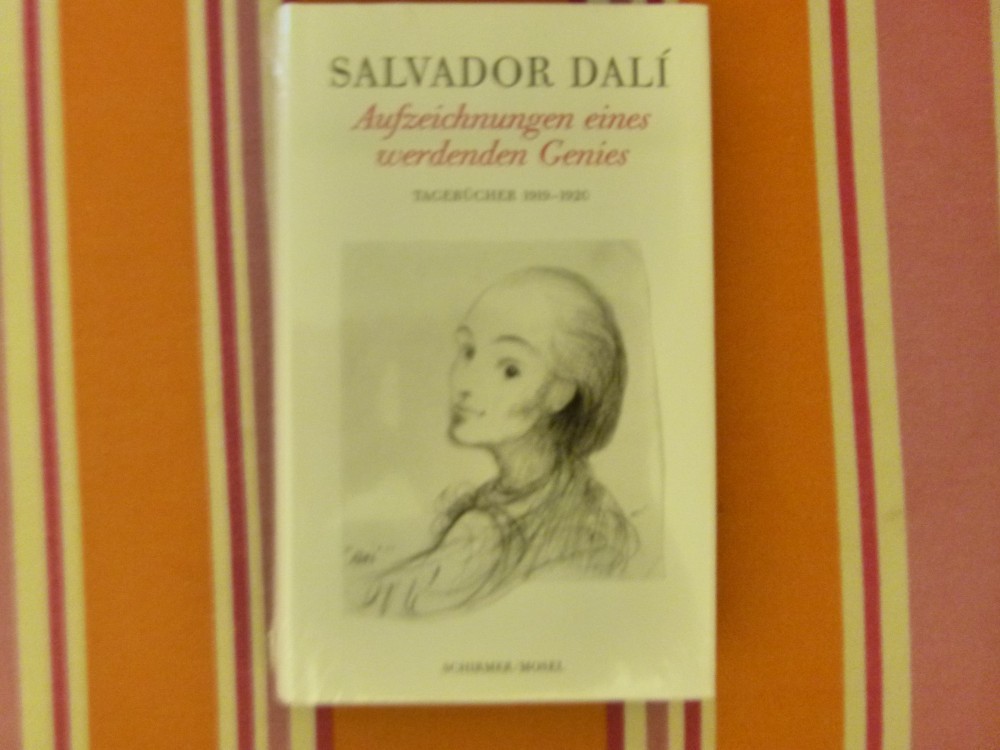 SALVADOR DALÍ
Aufzeichnungen eines
werdenden Genies
TAGEBÜCHER 1919–1920
SCHIRMER/MOSEL